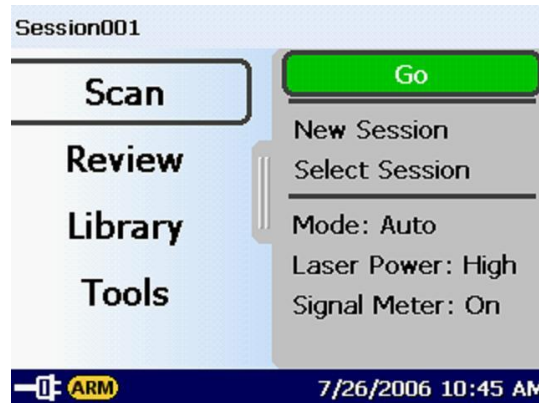 Session001
Scan
Review
Library
Tools
Go
New Session
Select Session
Mode: Auto
Laser Power: High
Signal Meter: On
ARM
7/26/2006 10:45 AM